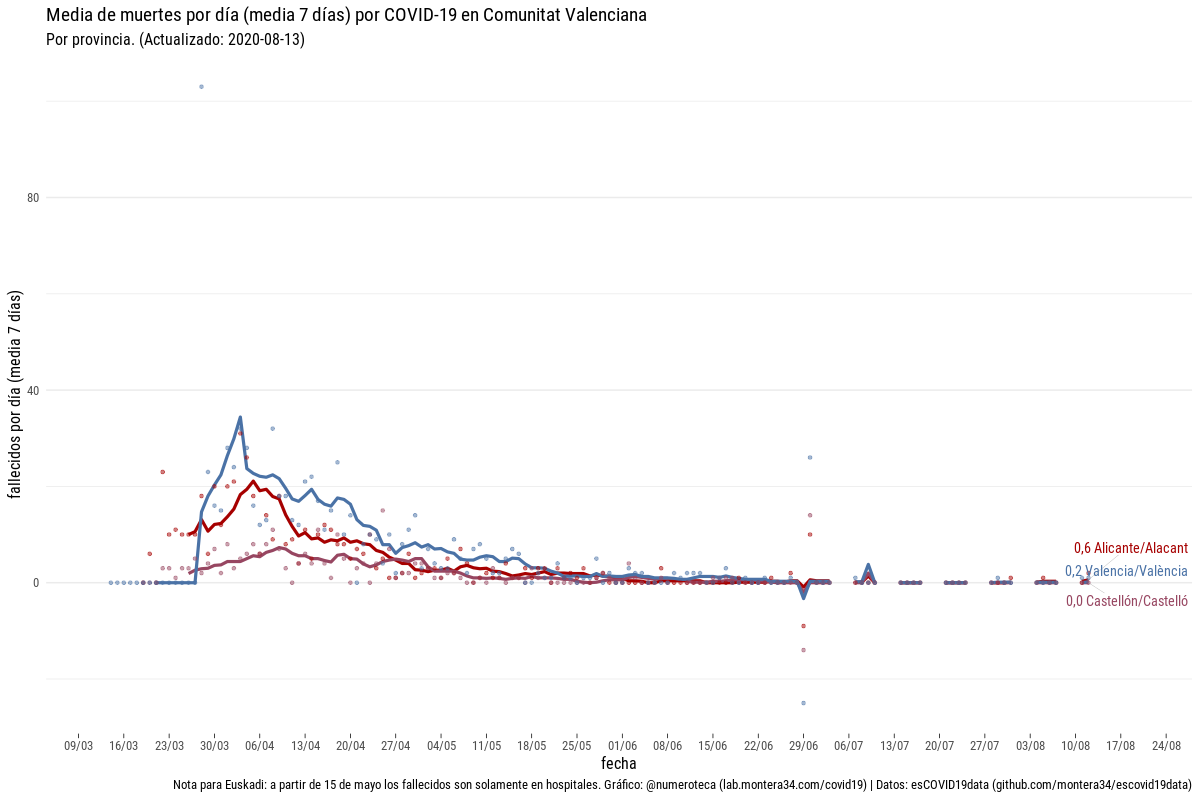 Media de muertes por día (media 7 días) por COVID-19 en Comunitat Valenciana
Por provincia. (Actualizado: 2020-08-13)
fallecidos por día (media 7 días)
80
40
0
0,6 Alicante/Alacant
0,2 Valencia/València
0,0 Castellón/Castelló
09/03 16/03 23/03 30/03 06/04 13/04 20/04 27/04 04/05 11/05 18/05 25/05 01/06 08/06 15/06 22/06 29/06 06/07 13/07 20/07 27/07 03/08 10/08 17/08 24/08
fecha
Nota para Euskadi: a partir de 15 de mayo los fallecidos son solamente en hospitales. Gráfico: @numeroteca (lab.montera34.com/covid19) | Datos: esCOVID19data (github.com/montera34/escovid19data)